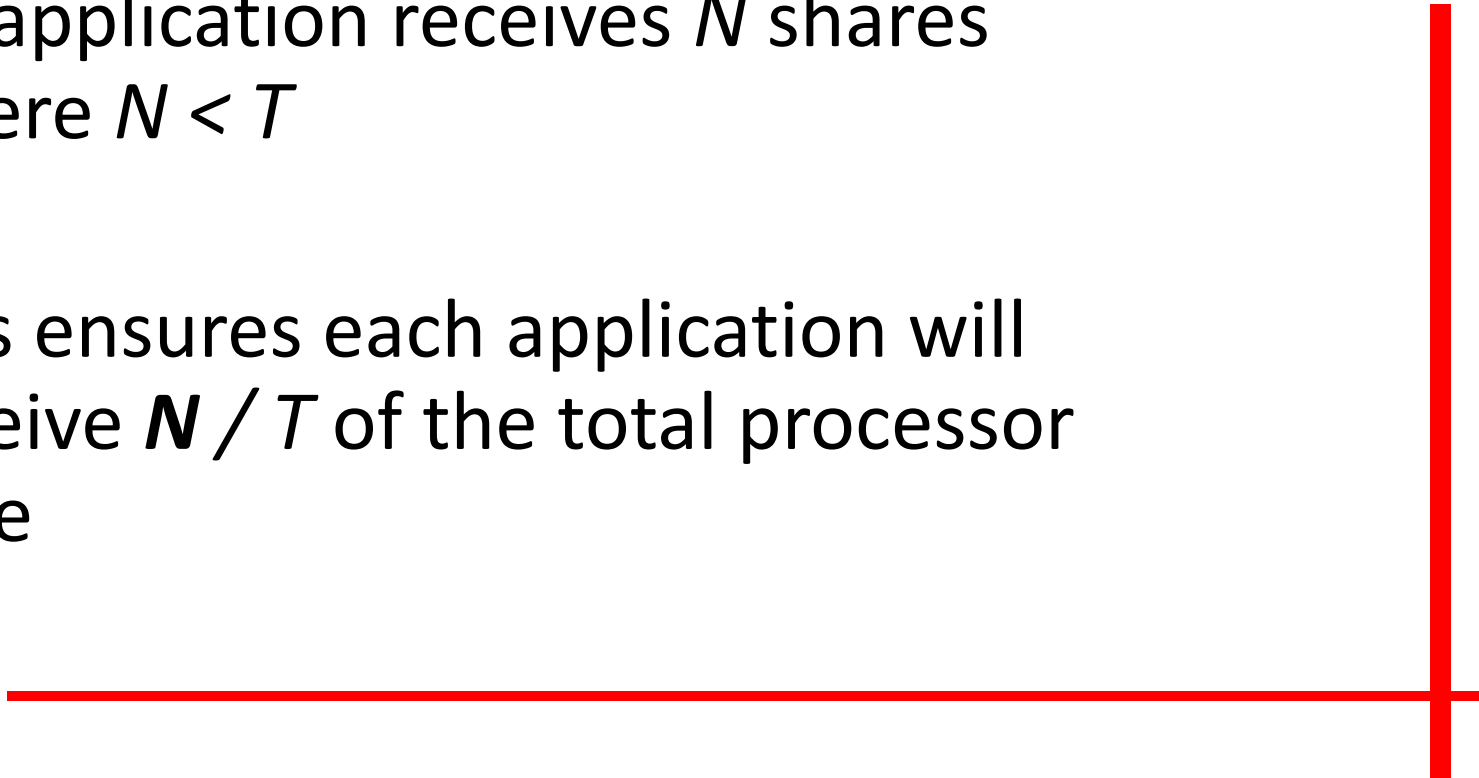 application receives N shares
ere N < T
s ensures each application will
eive N / T of the total processor
e